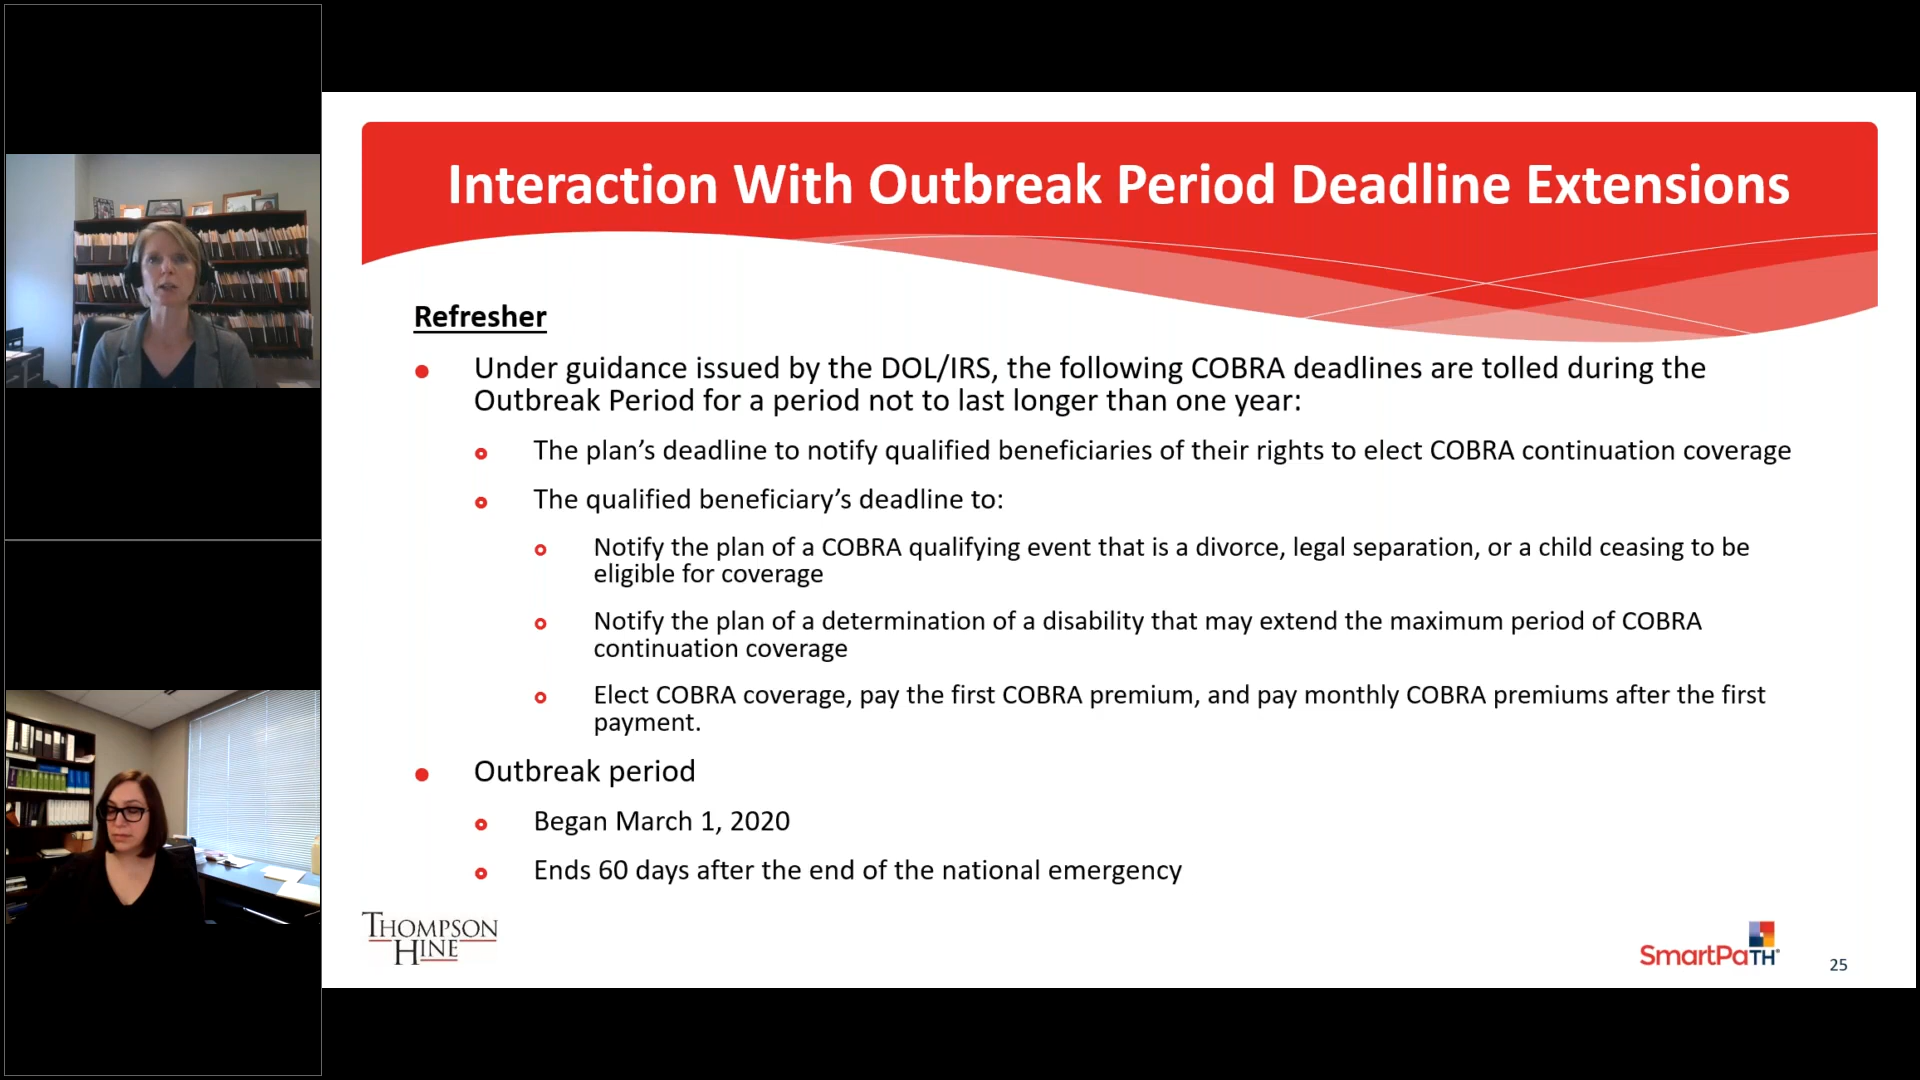 Interaction With Outbreak Period Deadline Extensions
Refresher
Under guidance issued by the DOL/IRS, the following COBRA deadlines are tolled during the
Outbreak Period for a period not to last longer than one year:
The plan’s deadline to notify qualified beneficiaries of their rights to elect COBRA continuation coverage
The qualified beneficiary’s deadline to:
Notify the plan of a COBRA qualifying event that is a divorce, legal separation, or a child ceasing to be
eligible for coverage
Notify the plan of a determination of a disability that may extend the maximum period of COBRA
continuation coverage
Elect COBRA coverage, pay the first COBRA premium, and pay monthly COBRA premiums after the first
payment.
Outbreak period
Began March 1, 2020
Ends 60 days after the end of the national emergency
THOMPSON
HINE
SmartPaTH
25